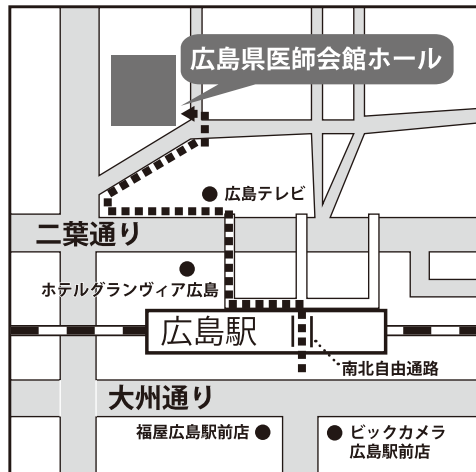 広島県医師会館ホール
広島テレビ
二葉通り
ホテルグランヴィア広島
広島駅
南北自由通路
大州通り
福屋広島駅前店
ビックカメラ
広島駅前店